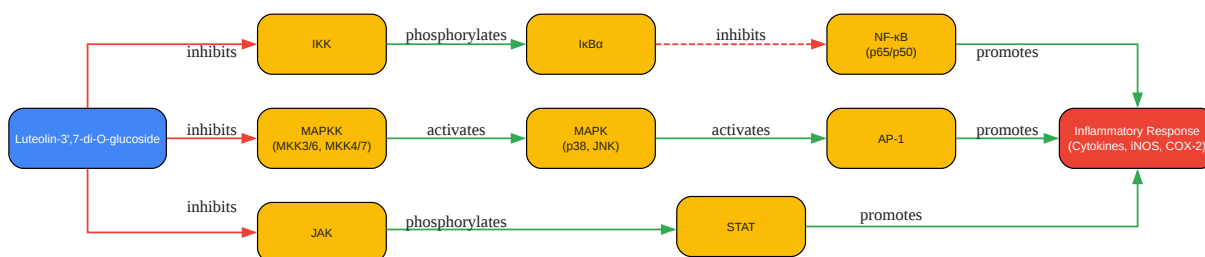 IKK
phosphorylates
IκBα
inhibits
NF-κB
(p65/p50)
promotes
inhibits
Luteolin-3',7-di-O-glucoside
inhibits
MAPKK
(MKK3/6, MKK4/7)
activates
MAPK
(p38, JNK)
activates
AP-1
promotes
Inflammatory Response
(Cytokines, iNOS, COX-2)
inhibits
JAK
phosphorylates
STAT
promotes